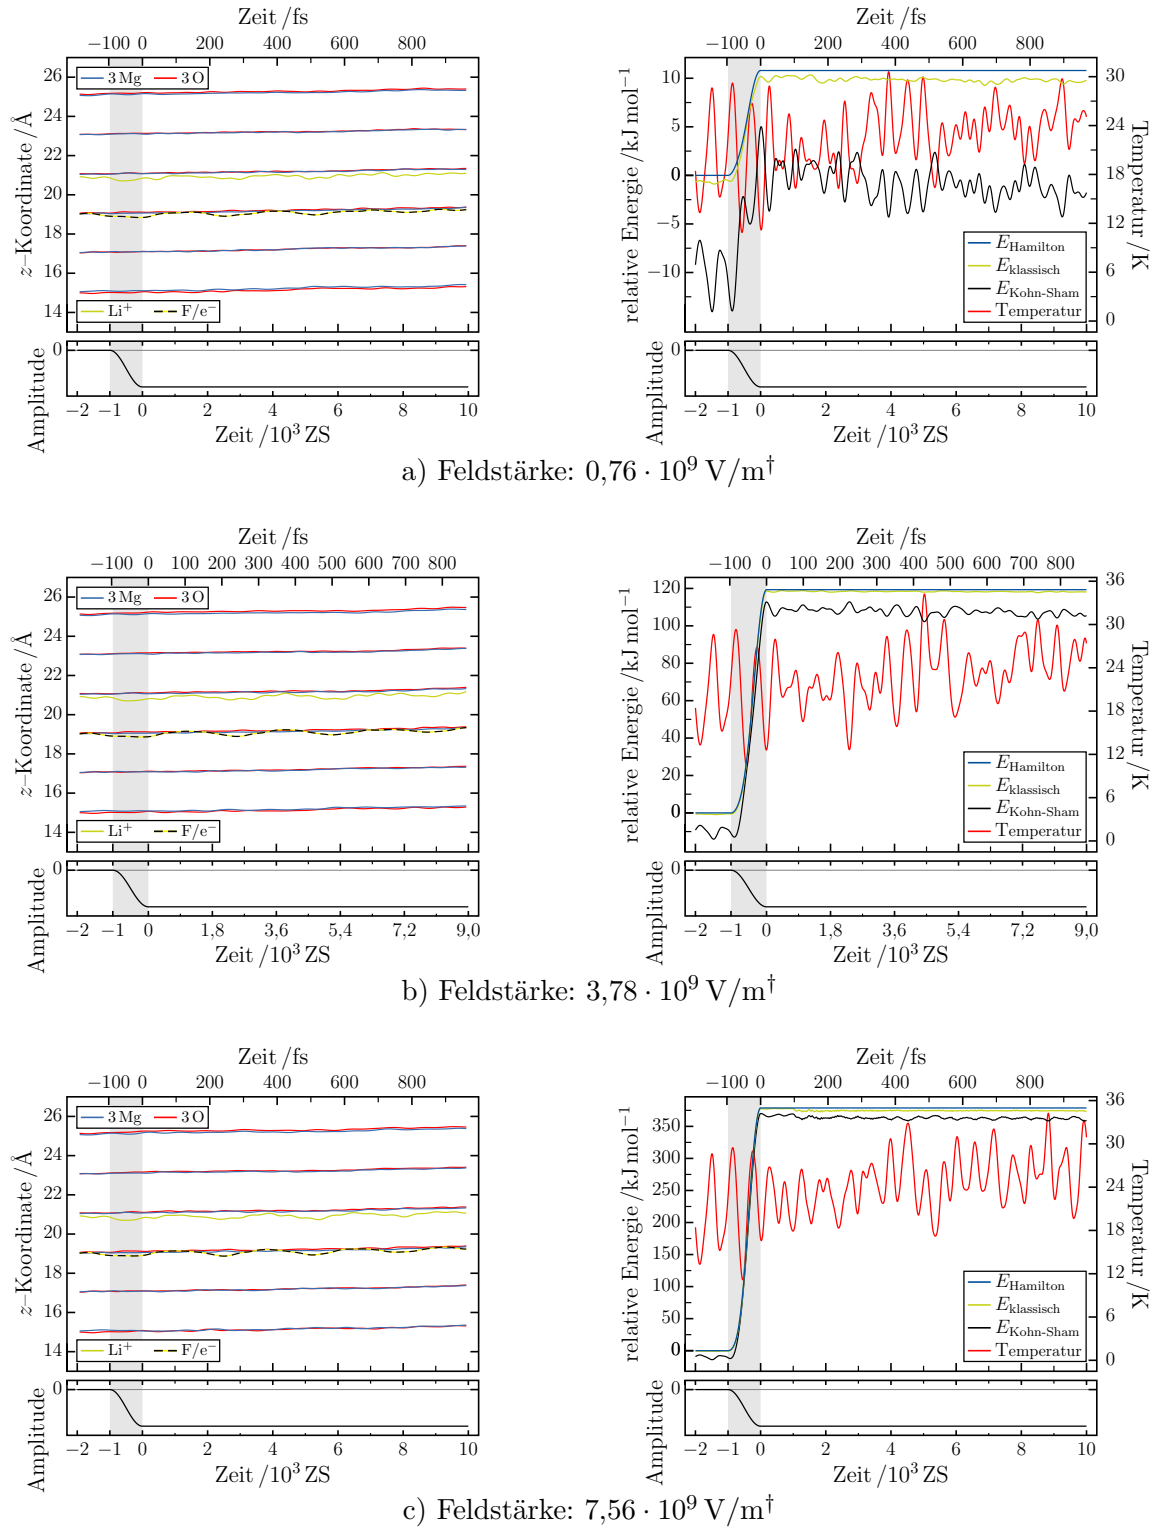 Zeit /fs
−100 0 200 400 600 800
z–Koordinate /Å
26
24
22
20
18
16
14
3 Mg 3 O
Li⁺ F/e⁻
Amplitude
0
−2 −1 0 2 4 6 8 10
Zeit /10³ ZS
Zeit /fs
−100 0 200 400 600 800
relative Energie /kJ mol⁻¹
10
5
0
−5
−10
Temperatur /K
30
24
18
12
6
0
E_Hamilton
E_klassisch
E_Kohn-Sham
Temperatur
Amplitude
0
−2 −1 0 2 4 6 8 10
Zeit /10³ ZS
a) Feldstärke: 0,76 · 10⁹ V/m†
Zeit /fs
−100 0 100 200 300 400 500 600 700 800
z–Koordinate /Å
26
24
22
20
18
16
14
3 Mg 3 O
Li⁺ F/e⁻
Amplitude
0
−2 −1 0 1,8 3,6 5,4 7,2 9,0
Zeit /10³ ZS
Zeit /fs
−100 0 100 200 300 400 500 600 700 800
relative Energie /kJ mol⁻¹
120
100
80
60
40
20
0
Temperatur /K
36
30
24
18
12
6
0
E_Hamilton
E_klassisch
E_Kohn-Sham
Temperatur
Amplitude
0
−2 −1 0 1,8 3,6 5,4 7,2 9,0
Zeit /10³ ZS
b) Feldstärke: 3,78 · 10⁹ V/m†
Zeit /fs
−100 0 200 400 600 800
z–Koordinate /Å
26
24
22
20
18
16
14
3 Mg 3 O
Li⁺ F/e⁻
Amplitude
0
−2 −1 0 2 4 6 8 10
Zeit /10³ ZS
Zeit /fs
−100 0 200 400 600 800
relative Energie /kJ mol⁻¹
350
300
250
200
150
100
50
0
Temperatur /K
36
30
24
18
12
6
0
E_Hamilton
E_klassisch
E_Kohn-Sham
Temperatur
Amplitude
0
−2 −1 0 2 4 6 8 10
Zeit /10³ ZS
c) Feldstärke: 7,56 · 10⁹ V/m†